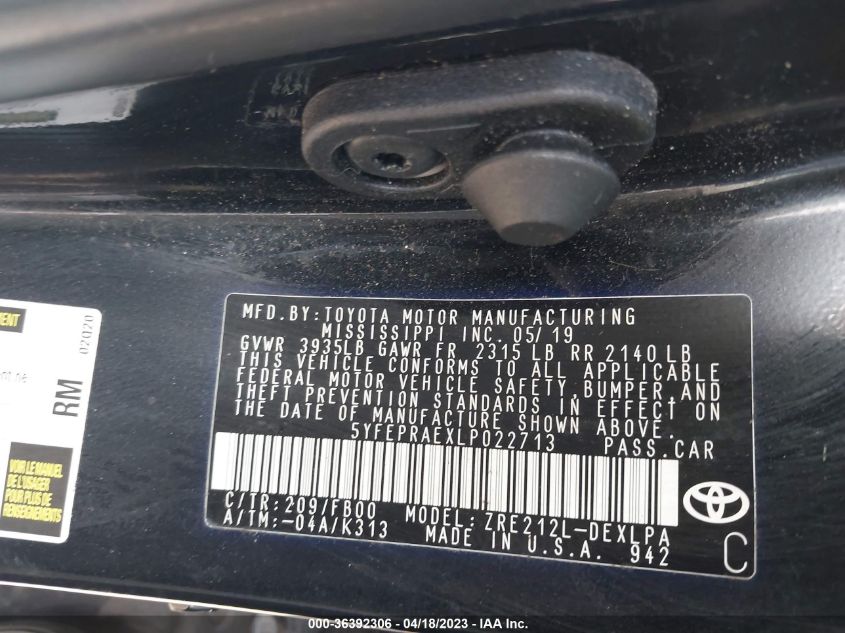 MFD. BY: TOYOTA MOTOR MANUFACTURING
MISSISSIPPI INC. 05/19
GVWR 3935LB GAWR FR 2315 LB RR 2140 LB
THIS VEHICLE CONFORMS TO ALL APPLICABLE
FEDERAL MOTOR VEHICLE SAFETY, BUMPER, AND
THEFT PREVENTION STANDARDS IN EFFECT ON
THE DATE OF MANUFACTURE SHOWN ABOVE.
5YFEPRAEXLP022713 PASS. CAR
C/TR: 209/FB00 MODEL: ZRE212L-DEXLPA
A/TM: -04A/K313 MADE IN U.S.A. 942
C
02020
RM
VOIR LE
MANUEL
DE L'USAGER
POUR PLUS DE
RENSEIGNEMENTS
000-36392306 - 04/18/2023 - IAA Inc.